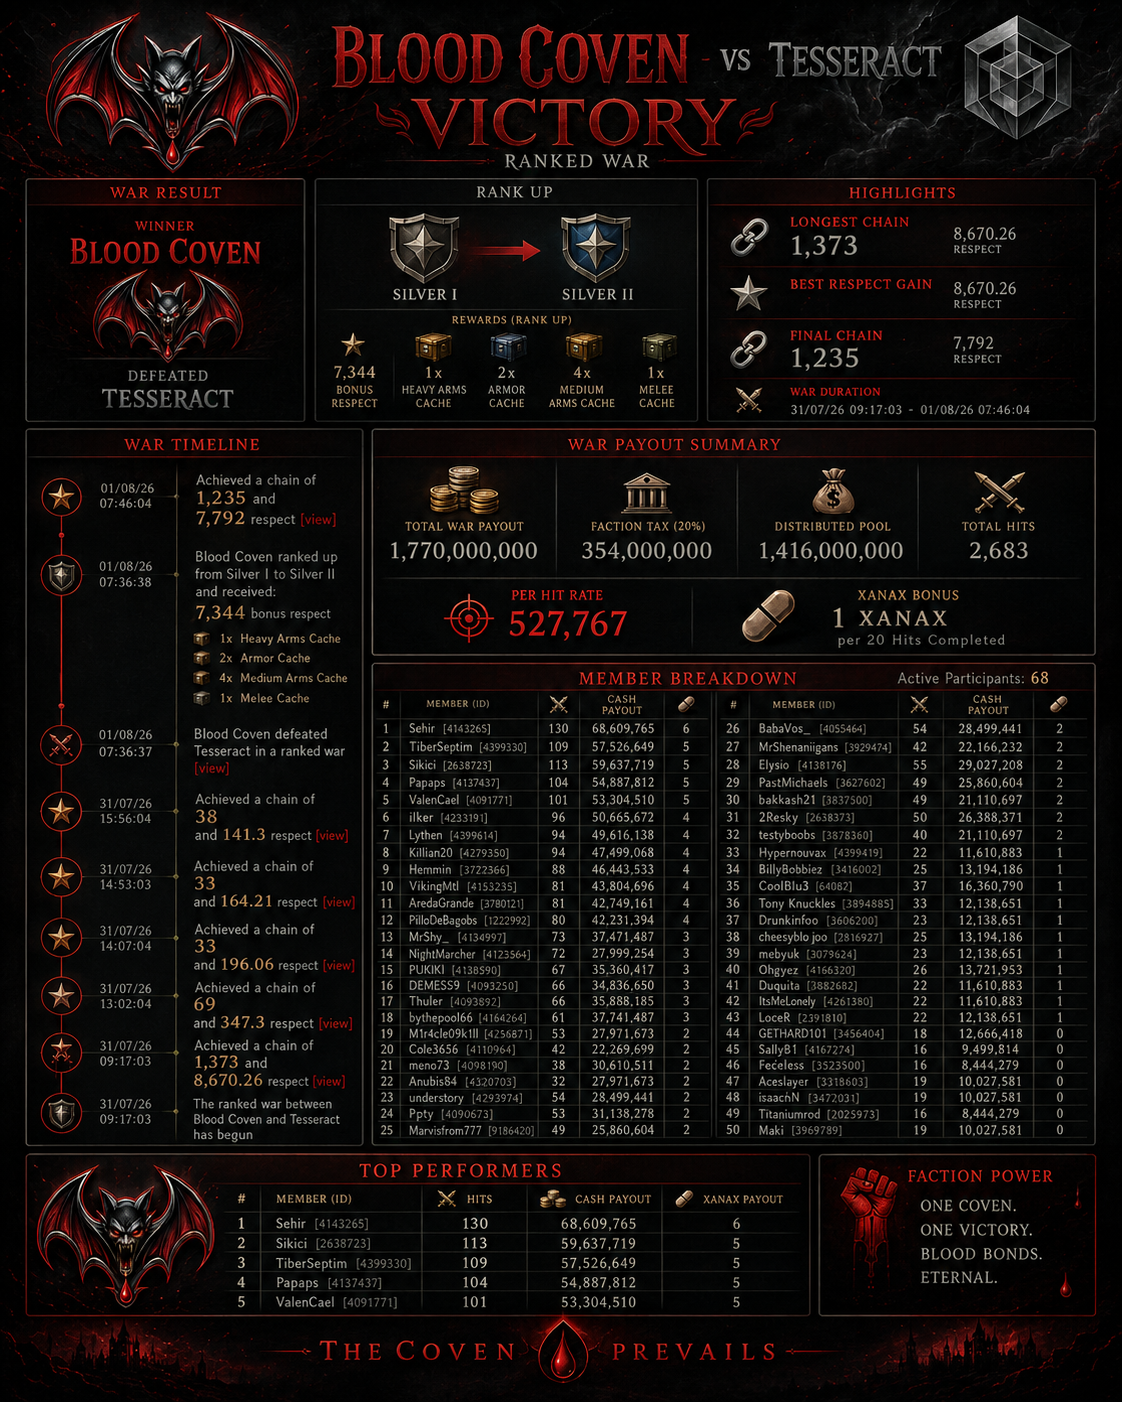 BLOOD COVEN VS TESSERACT
VICTORY
RANKED WAR
WAR RESULT
WINNER
BLOOD COVEN
DEFEATED
TESSERACT
RANK UP
SILVER I
SILVER II
REWARDS (RANK UP)
7,344 BONUS RESPECT
1x HEAVY ARMS CACHE
2x ARMOR CACHE
4x MEDIUM ARMS CACHE
1x MELEE CACHE
HIGHLIGHTS
LONGEST CHAIN
1,373
8,670.26
RESPECT
BEST RESPECT GAIN
8,670.26
RESPECT
FINAL CHAIN
1,235
7,792
RESPECT
WAR DURATION
31/07/26 09:17:03 - 01/08/26 07:46:04
WAR TIMELINE
01/08/26
07:46:04
Achieved a chain of
1,235 and
7,792 respect [view]
01/08/26
07:36:38
Blood Coven ranked up
from Silver I to Silver II
and received:
7,344 bonus respect
1x Heavy Arms Cache
2x Armor Cache
4x Medium Arms Cache
1x Melee Cache
01/08/26
07:36:37
Blood Coven defeated
Tesseract in a ranked war
[view]
31/07/26
15:56:04
Achieved a chain of
38
and 141.3 respect [view]
31/07/26
14:53:03
Achieved a chain of
33
and 164.21 respect [view]
31/07/26
14:07:04
Achieved a chain of
33
and 196.06 respect [view]
31/07/26
13:02:04
Achieved a chain of
69
and 347.3 respect [view]
31/07/26
09:17:03
Achieved a chain of
1,373 and
8,670.26 respect [view]
31/07/26
09:17:03
The ranked war between
Blood Coven and Tesseract
has begun
WAR PAYOUT SUMMARY
TOTAL WAR PAYOUT
1,770,000,000
FACTION TAX (20%)
354,000,000
DISTRIBUTED POOL
1,416,000,000
TOTAL HITS
2,683
PER HIT RATE
527,767
XANAX BONUS
1 XANAX
per 20 Hits Completed
MEMBER BREAKDOWN
Active Participants: 68
# MEMBER (ID) CASH PAYOUT
1 Sehir [4143265] 130 68,609,765 6
2 TiberSeptim [4399330] 109 57,526,649 5
3 Sikici [2638723] 113 59,637,719 5
4 Papaps [4137437] 104 54,887,812 5
5 ValenCael [4091771] 101 53,304,510 5
6 ilker [4233191] 96 50,665,672 4
7 Lythen [4399614] 94 49,616,138 4
8 Killian20 [4279350] 94 47,499,068 4
9 Hemmin [3722366] 88 46,443,533 4
10 VikingMtl [4153235] 81 43,804,696 4
11 AredaGrande [3780121] 81 42,749,161 4
12 PilloDeBagobs [1222992] 80 42,231,394 4
13 MrShy_ [4134997] 73 37,471,487 3
14 NightMarcher [4123564] 72 27,999,254 3
15 PUKIKI [4138590] 67 35,360,417 3
16 DEMESS9 [4093250] 66 34,836,650 3
17 Thuler [4093892] 66 35,888,185 3
18 bythepool66 [4164264] 61 37,741,487 3
19 M1r4cle09k1ll [4256871] 53 27,971,673 2
20 Cole3656 [4110964] 42 22,269,699 2
21 meno73 [4098190] 38 30,610,511 2
22 Anubis84 [4320703] 32 27,971,673 2
23 understory [4293974] 54 28,499,441 2
24 Ppty [4090673] 53 31,138,278 2
25 Marvisfrom777 [9186420] 49 25,860,604 2
# MEMBER (ID) CASH PAYOUT
26 BabaVos_ [4055464] 54 28,499,441 2
27 MrShenaniigans [3929474] 42 22,166,232 2
28 Elysio [4138176] 55 29,027,208 2
29 PastMichaels [3627602] 49 25,860,604 2
30 bakkash21 [3837500] 49 21,110,697 2
31 2Resky [2638373] 50 26,388,371 2
32 testyboobs [3878360] 40 21,110,697 2
33 Hypernouvax [4399419] 22 11,610,883 1
34 BillyBobbiez [3416002] 25 13,194,186 1
35 CoolBlu3 [64082] 37 16,360,790 1
36 Tony Knuckles [3894885] 33 12,138,651 1
37 Drunkinfoo [3606200] 23 12,138,651 1
38 cheesyblo joo [2816927] 25 13,194,186 1
39 mebyuk [3079624] 23 12,138,651 1
40 Ohgyez [4166320] 26 13,721,953 1
41 Duquita [3882682] 22 11,610,883 1
42 ItsMeLonely [4261380] 22 11,610,883 1
43 LoceR [2391810] 22 12,138,651 1
44 GETHARD101 [3456404] 18 12,666,418 0
45 Sally81 [4167274] 16 9,499,814 0
46 Feceless [3523500] 16 8,444,279 0
47 Aceslayer [3318603] 19 10,027,581 0
48 isaachN [3472031] 19 10,027,581 0
49 Titaniumrod [2025973] 16 8,444,279 0
50 Maki [3969789] 19 10,027,581 0
TOP PERFORMERS
# MEMBER (ID) HITS CASH PAYOUT XANAX PAYOUT
1 Sehir [4143265] 130 68,609,765 6
2 Sikici [2638723] 113 59,637,719 5
3 TiberSeptim [4399330] 109 57,526,649 5
4 Papaps [4137437] 104 54,887,812 5
5 ValenCael [4091771] 101 53,304,510 5
FACTION POWER
ONE COVEN.
ONE VICTORY.
BLOOD BONDS.
ETERNAL.
THE COVEN PREVAILS